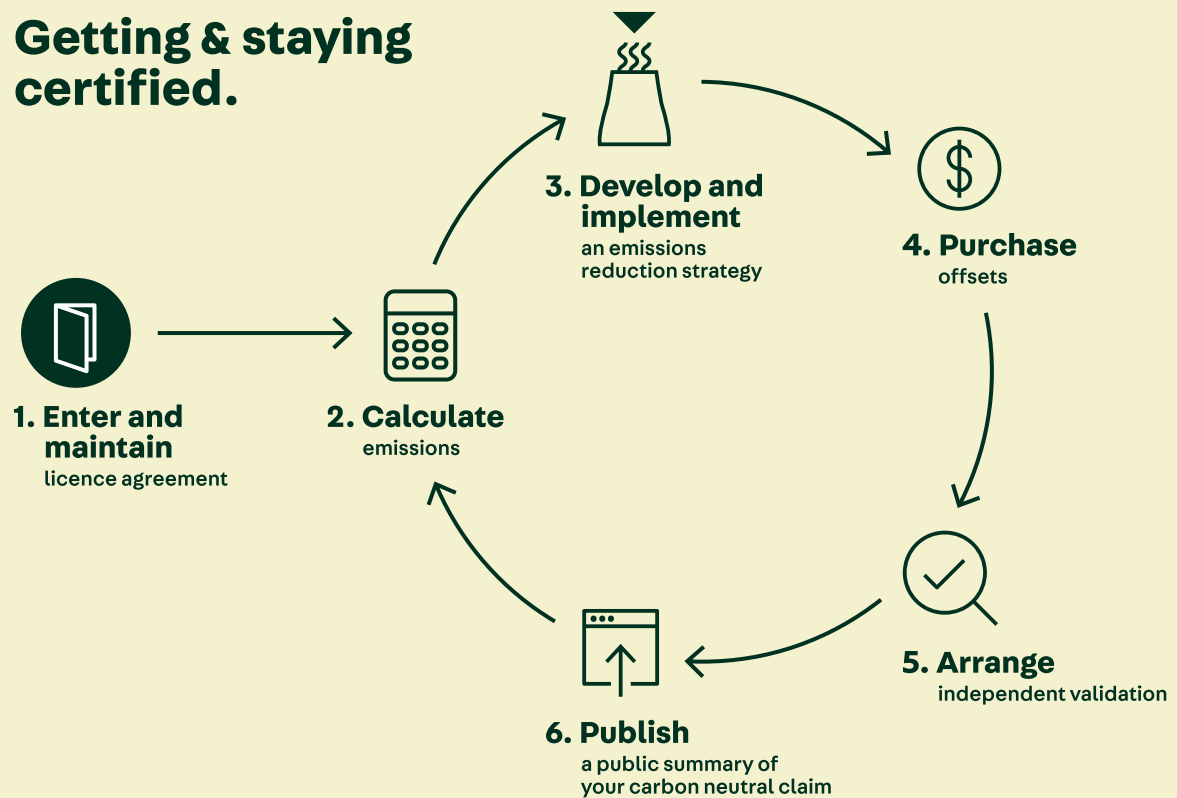 Getting & staying
certified.
1. Enter and
maintain
licence agreement
2. Calculate
emissions
3. Develop and
implement
an emissions
reduction strategy
$
4. Purchase
offsets
5. Arrange
independent validation
6. Publish
a public summary of
your carbon neutral claim